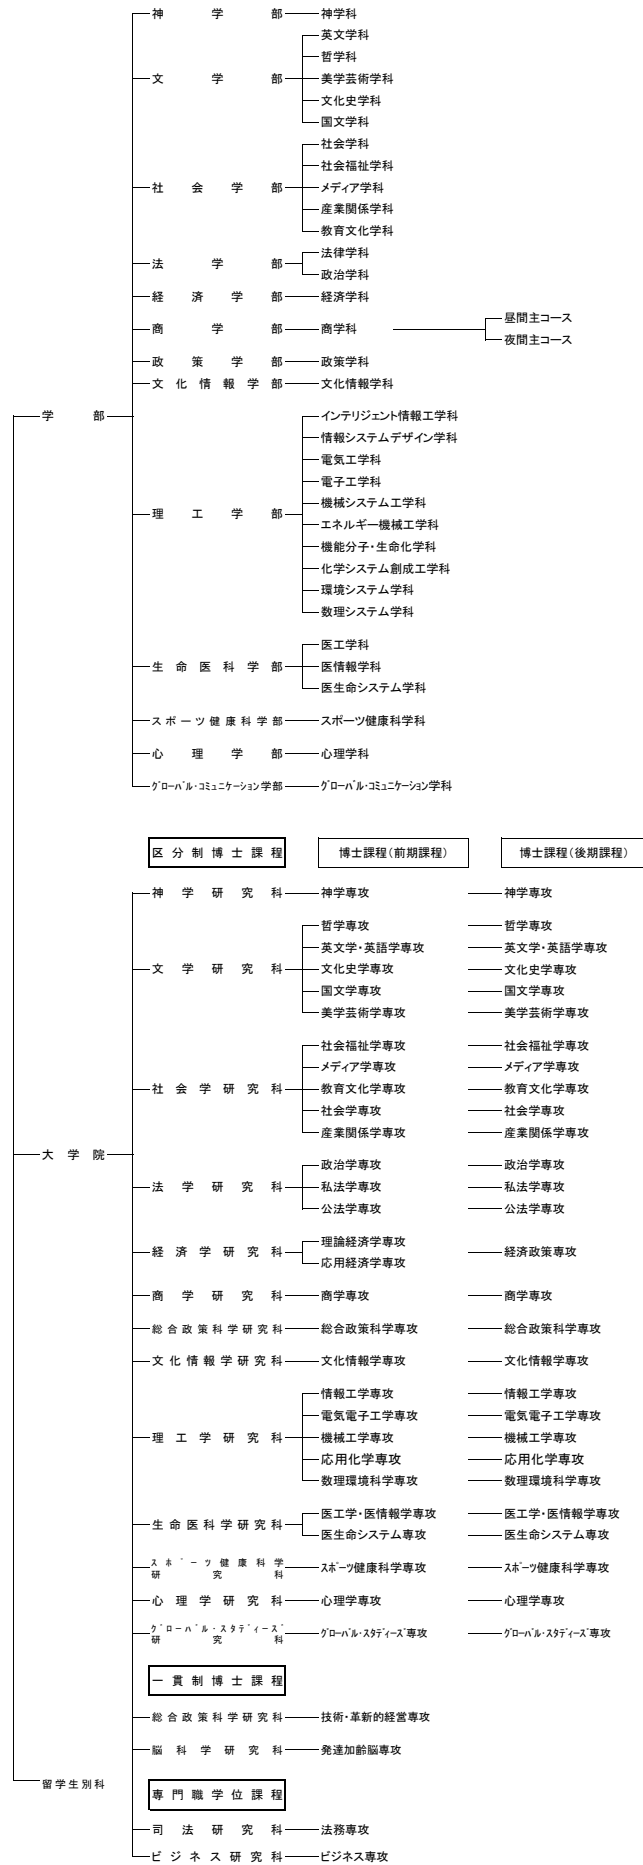 神学部 神学科
英文学科
哲学科
文学部 美学芸術学科
文化史学科
国文学科
社会学科
社会福祉学科
社会学部 メディア学科
産業関係学科
教育文化学科
法律学科
法学部
政治学科
経済学部 経済学科
昼間主コース
商学部 商学科
夜間主コース
政策学部 政策学科
文化情報学部 文化情報学科
学部 インテリジェント情報工学科
情報システムデザイン学科
電気工学科
電子工学科
機械システム工学科
理工学部
エネルギー機械工学科
機能分子・生命化学科
化学システム創成工学科
環境システム学科
数理システム学科
医工学科
生命医科学部 医情報学科
医生命システム学科
スポーツ健康科学部 スポーツ健康科学科
心理学部 心理学科
グローバル・コミュニケーション学部 グローバル・コミュニケーション学科
区分制博士課程 博士課程(前期課程) 博士課程(後期課程)
神学研究科 神学専攻 神学専攻
哲学専攻 哲学専攻
英文学・英語学専攻 英文学・英語学専攻
文学研究科 文化史学専攻 文化史学専攻
国文学専攻 国文学専攻
美学芸術学専攻 美学芸術学専攻
社会福祉学専攻 社会福祉学専攻
メディア学専攻 メディア学専攻
社会学研究科 教育文化学専攻 教育文化学専攻
社会学専攻 社会学専攻
産業関係学専攻 産業関係学専攻
大学院
政治学専攻 政治学専攻
法学研究科 私法学専攻 私法学専攻
公法学専攻 公法学専攻
理論経済学専攻
経済学研究科 経済政策専攻
応用経済学専攻
商学研究科 商学専攻 商学専攻
総合政策科学研究科 総合政策科学専攻 総合政策科学専攻
文化情報学研究科 文化情報学専攻 文化情報学専攻
情報工学専攻 情報工学専攻
電気電子工学専攻 電気電子工学専攻
理工学研究科 機械工学専攻 機械工学専攻
応用化学専攻 応用化学専攻
数理環境科学専攻 数理環境科学専攻
医工学・医情報学専攻 医工学・医情報学専攻
生命医科学研究科
医生命システム専攻 医生命システム専攻
スポーツ健康科学
研究科 スポーツ健康科学専攻 スポーツ健康科学専攻
心理学研究科 心理学専攻 心理学専攻
グローバル・スタディーズ
研究科 グローバル・スタディーズ専攻 グローバル・スタディーズ専攻
一貫制博士課程
総合政策科学研究科 技術・革新的経営専攻
脳科学研究科 発達加齢脳専攻
留学生別科
専門職学位課程
司法研究科 法務専攻
ビジネス研究科 ビジネス専攻